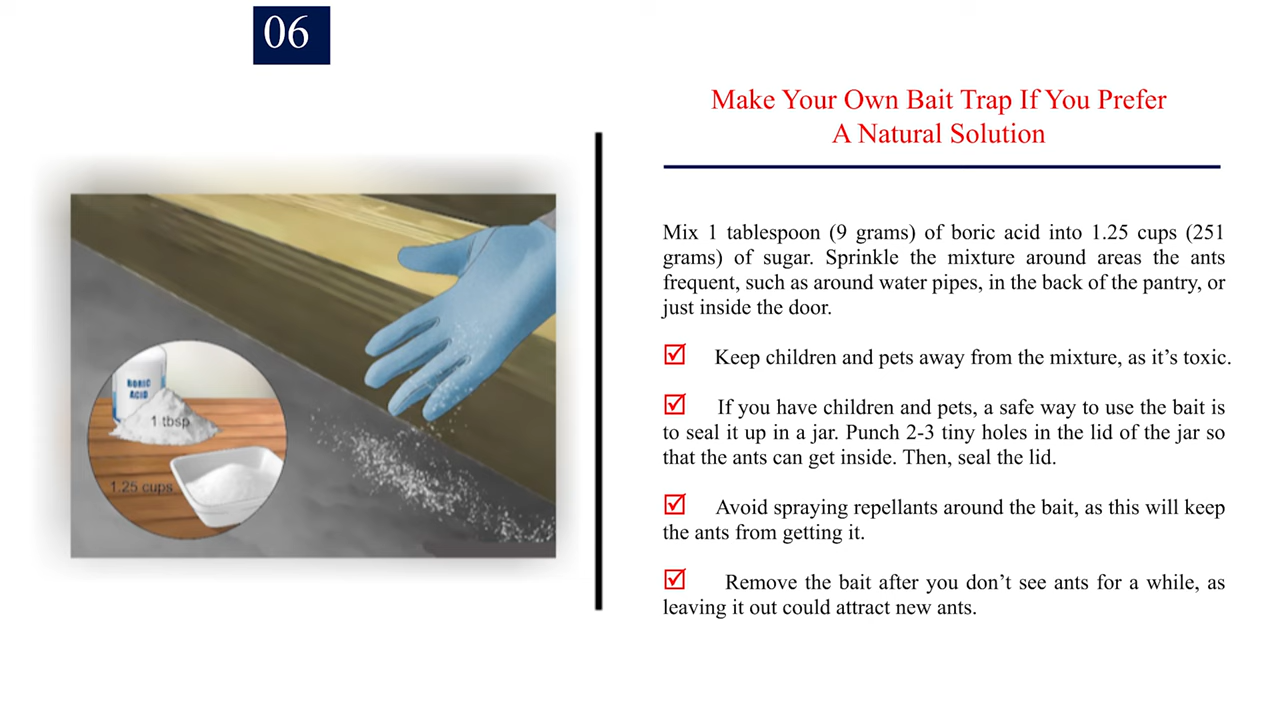 06
Make Your Own Bait Trap If You Prefer
A Natural Solution
Mix 1 tablespoon (9 grams) of boric acid into 1.25 cups (251
grams) of sugar. Sprinkle the mixture around areas the ants
frequent, such as around water pipes, in the back of the pantry, or
just inside the door.
Keep children and pets away from the mixture, as it’s toxic.
If you have children and pets, a safe way to use the bait is
to seal it up in a jar. Punch 2-3 tiny holes in the lid of the jar so
that the ants can get inside. Then, seal the lid.
Avoid spraying repellants around the bait, as this will keep
the ants from getting it.
Remove the bait after you don’t see ants for a while, as
leaving it out could attract new ants.
BORIC
ACID
1 tbsp
1.25 cups